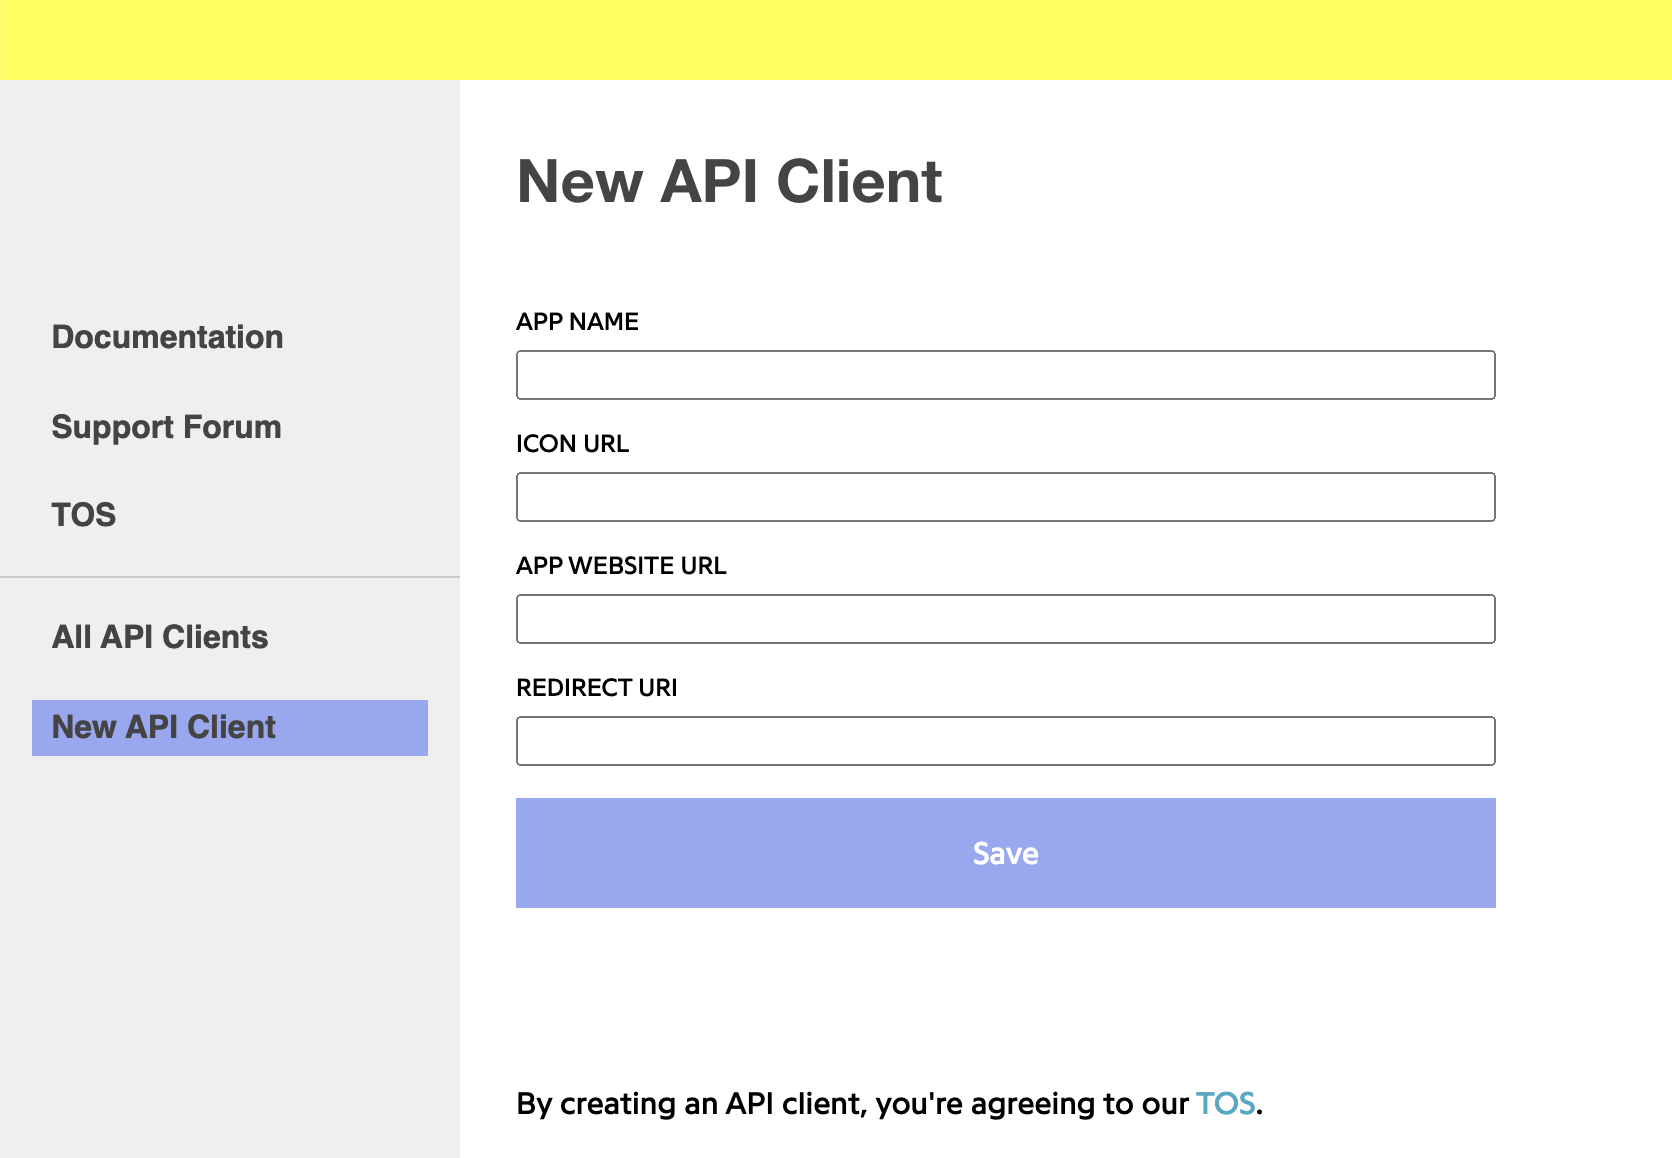 Documentation
Support Forum
TOS
All API Clients
New API Client
New API Client
APP NAME
ICON URL
APP WEBSITE URL
REDIRECT URI
Save
By creating an API client, you're agreeing to our TOS.